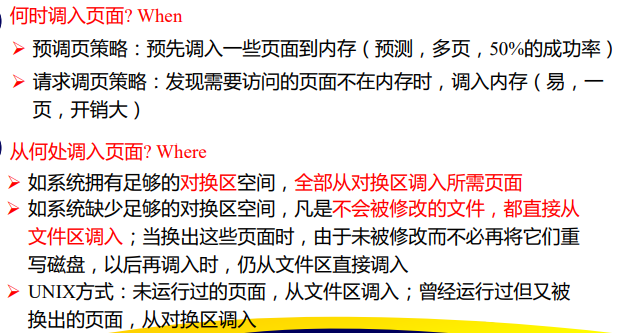 何时调入页面? When
➢ 预调页策略：预先调入一些页面到内存（预测，多页，50%的成功率）
➢ 请求调页策略：发现需要访问的页面不在内存时，调入内存（易，一
页，开销大）
从何处调入页面? Where
➢ 如系统拥有足够的对换区空间，全部从对换区调入所需页面
➢ 如系统缺少足够的对换区空间，凡是不会被修改的文件，都直接从
文件区调入；当换出这些页面时，由于未被修改而不必再将它们重
写磁盘，以后再调入时，仍从文件区直接调入
➢ UNIX方式：未运行过的页面，从文件区调入；曾经运行过但又被
换出的页面，从对换区调入